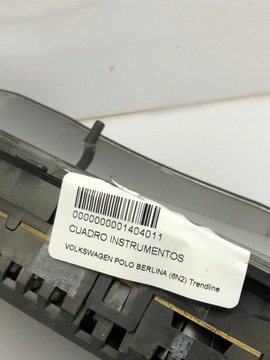 0000000001404011
CUADRO INSTRUMENTOS
VOLKSWAGEN POLO BERLINA (6N2) Trendline